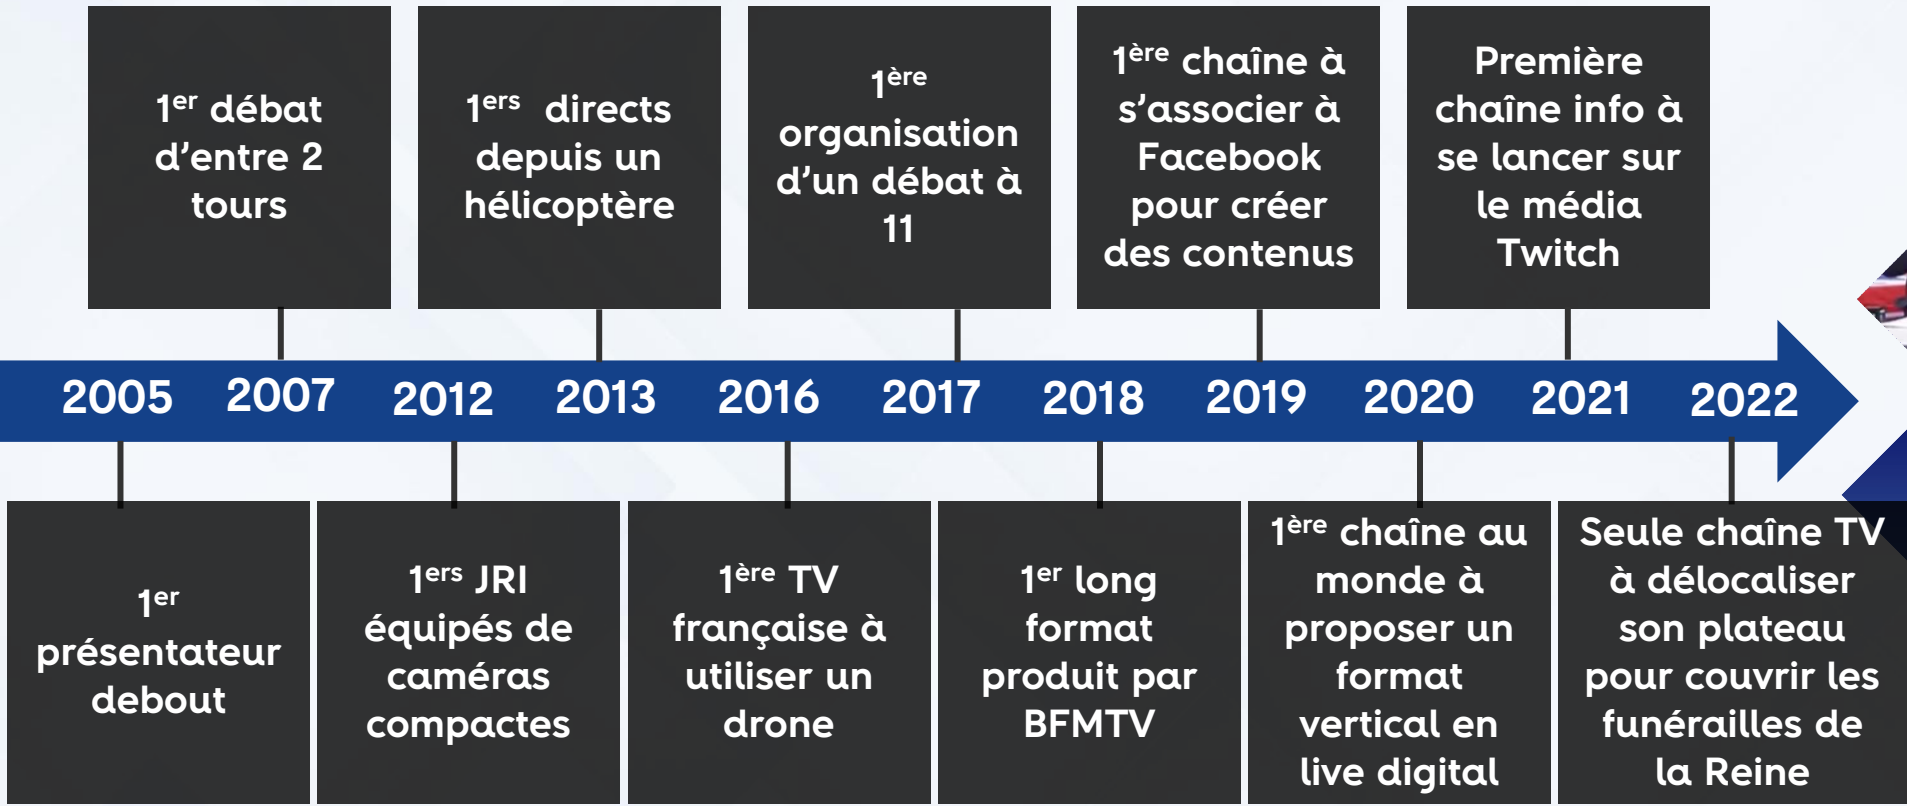 1er débat
d'entre 2
tours
1ers directs
depuis un
hélicoptère
1ère
organisation
d'un débat à
11
1ère chaîne à
s'associer à
Facebook
pour créer
des contenus
Première
chaîne info à
se lancer sur
le média
Twitch
2005 2007 2012 2013 2016 2017 2018 2019 2020 2021 2022
1er
présentateur
debout
1ers JRI
équipés de
caméras
compactes
1ère TV
française à
utiliser un
drone
1er long
format
produit par
BFMTV
1ère chaîne au
monde à
proposer un
format
vertical en
live digital
Seule chaîne TV
à délocaliser
son plateau
pour couvrir les
funérailles de
la Reine